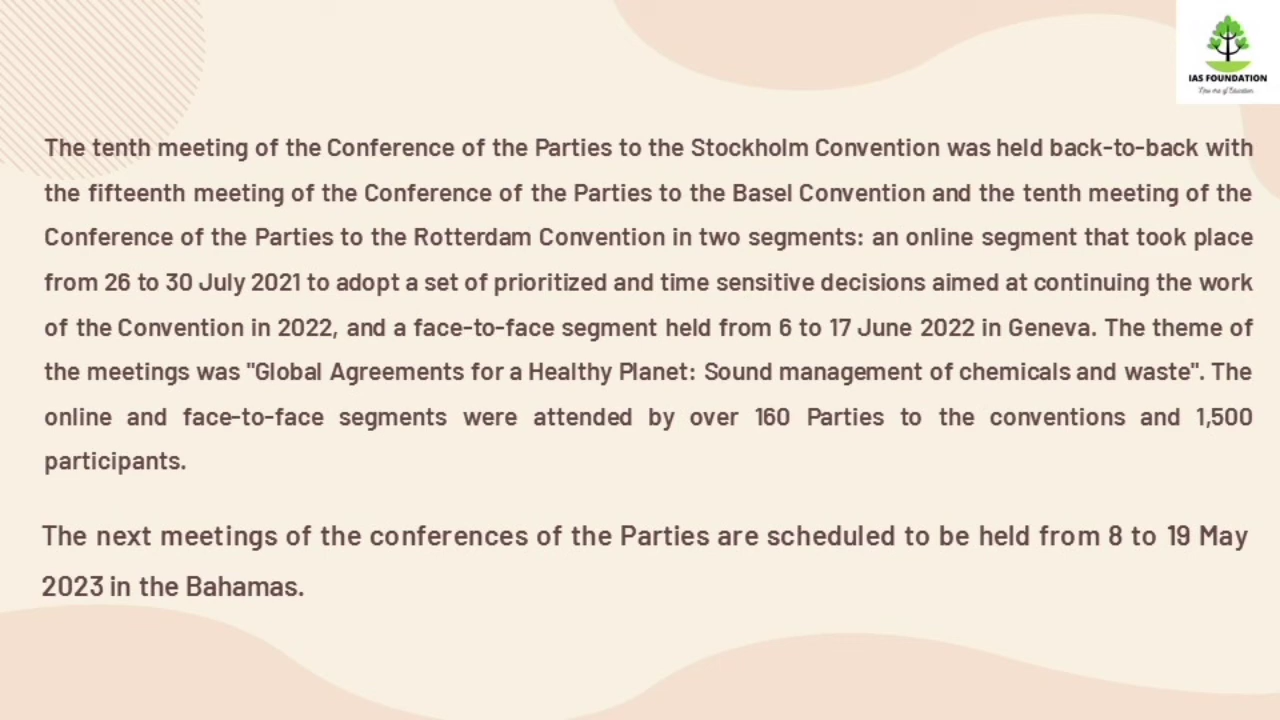 IAS FOUNDATION
The tenth meeting of the Conference of the Parties to the Stockholm Convention was held back-to-back with
the fifteenth meeting of the Conference of the Parties to the Basel Convention and the tenth meeting of the
Conference of the Parties to the Rotterdam Convention in two segments: an online segment that took place
from 26 to 30 July 2021 to adopt a set of prioritized and time sensitive decisions aimed at continuing the work
of the Convention in 2022, and a face-to-face segment held from 6 to 17 June 2022 in Geneva. The theme of
the meetings was "Global Agreements for a Healthy Planet: Sound management of chemicals and waste". The
online and face-to-face segments were attended by over 160 Parties to the conventions and 1,500
participants.
The next meetings of the conferences of the Parties are scheduled to be held from 8 to 19 May
2023 in the Bahamas.